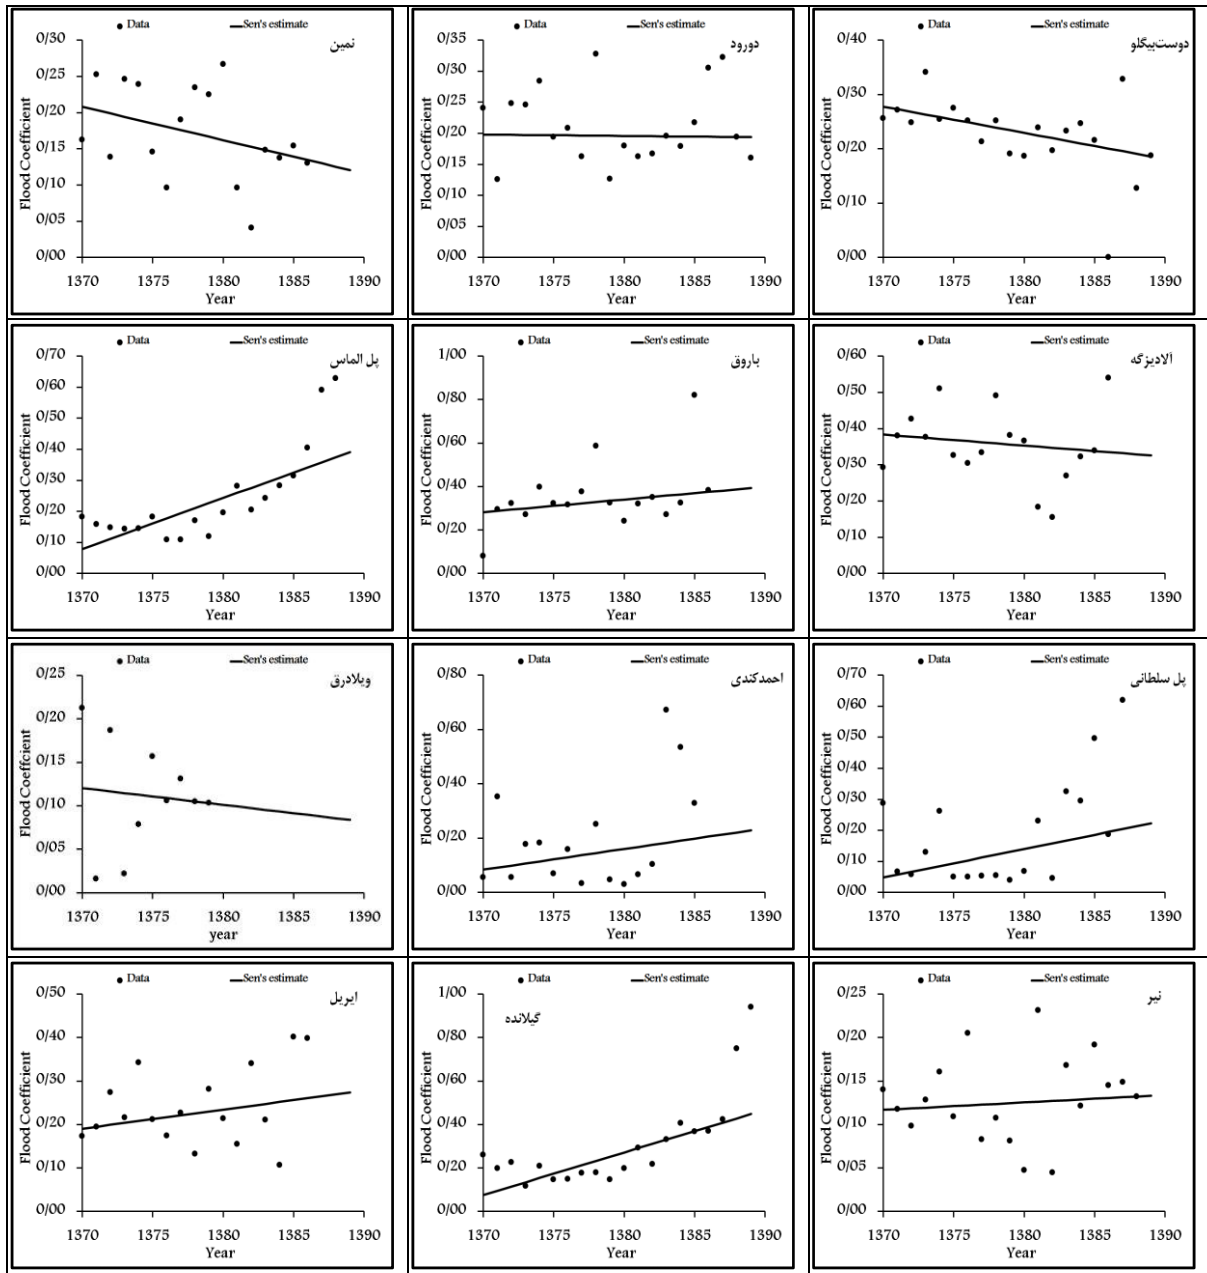 Data Sen's estimate
نمین
Flood Coefficient
0/30
0/25
0/20
0/15
0/10
0/05
0/00
1370 1375 1380 1385 1390
Year
Data Sen's estimate
دورود
Flood Coefficient
0/35
0/30
0/25
0/20
0/15
0/10
0/05
0/00
1370 1375 1380 1385 1390
Year
Data Sen's estimate
دوست‌بیگلو
Flood Coefficient
0/40
0/30
0/20
0/10
0/00
1370 1375 1380 1385 1390
Year
Data Sen's estimate
پل الماس
Flood Coefficient
0/70
0/60
0/50
0/40
0/30
0/20
0/10
0/00
1370 1375 1380 1385 1390
Year
Data Sen's estimate
باروق
Flood Coefficient
1/00
0/80
0/60
0/40
0/20
0/00
1370 1375 1380 1385 1390
Year
Data Sen's estimate
آلادیزگه
Flood Coefficient
0/60
0/50
0/40
0/30
0/20
0/10
0/00
1370 1375 1380 1385 1390
Year
Data Sen's estimate
ویلادرق
Flood Coeffcient
0/25
0/20
0/15
0/10
0/05
0/00
1370 1375 1380 1385 1390
year
Data Sen's estimate
احمدکندی
Flood Coefficient
0/80
0/60
0/40
0/20
0/00
1370 1375 1380 1385 1390
Year
Data Sen's estimate
پل سلطانی
Flood Coefficient
0/70
0/60
0/50
0/40
0/30
0/20
0/10
0/00
1370 1375 1380 1385 1390
Year
Data Sen's estimate
ایریل
Flood Coefficient
0/50
0/40
0/30
0/20
0/10
0/00
1370 1375 1380 1385 1390
Year
Data Sen's estimate
گیلانده
Flood Coefficient
1/00
0/80
0/60
0/40
0/20
0/00
1370 1375 1380 1385 1390
Year
Data Sen's estimate
نیر
Flood Coefficient
0/25
0/20
0/15
0/10
0/05
0/00
1370 1375 1380 1385 1390
Year